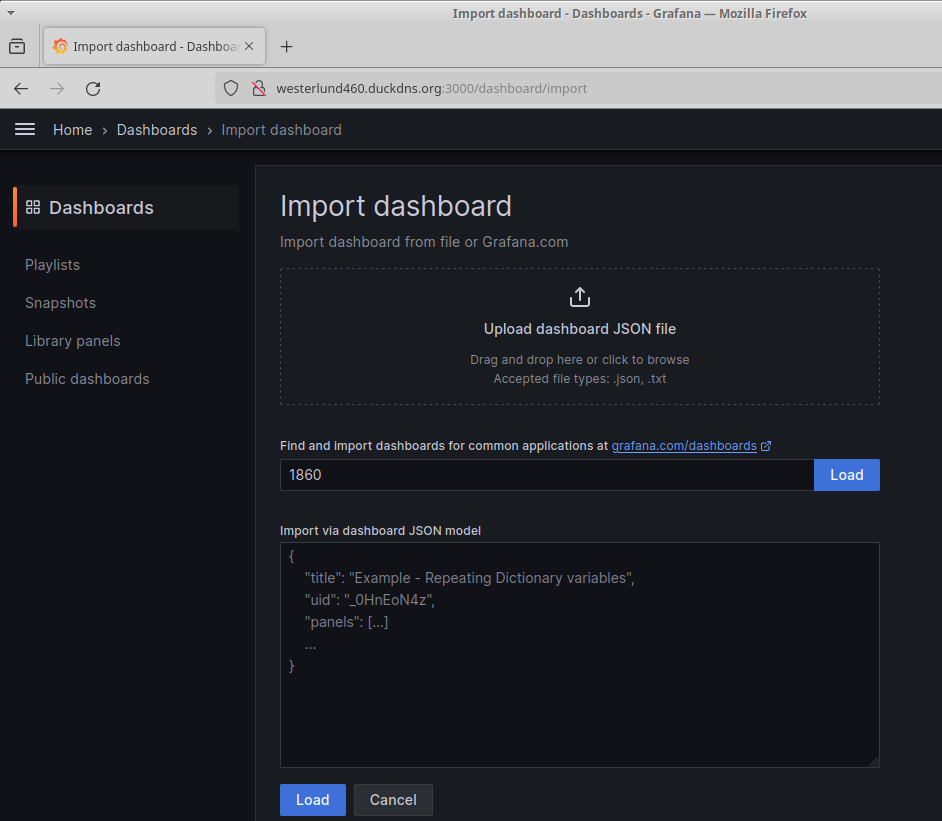 Import dashboard - Dashboards - Grafana — Mozilla Firefox
Import dashboard - Dashboa
westerlund460.duckdns.org:3000/dashboard/import
Home › Dashboards › Import dashboard
Dashboards
Playlists
Snapshots
Library panels
Public dashboards
Import dashboard
Import dashboard from file or Grafana.com
Upload dashboard JSON file
Drag and drop here or click to browse
Accepted file types: .json, .txt
Find and import dashboards for common applications at grafana.com/dashboards
1860 Load
Import via dashboard JSON model
{
"title": "Example - Repeating Dictionary variables",
"uid": "_0HnEoN4z",
"panels": [...]
...
}
Load Cancel